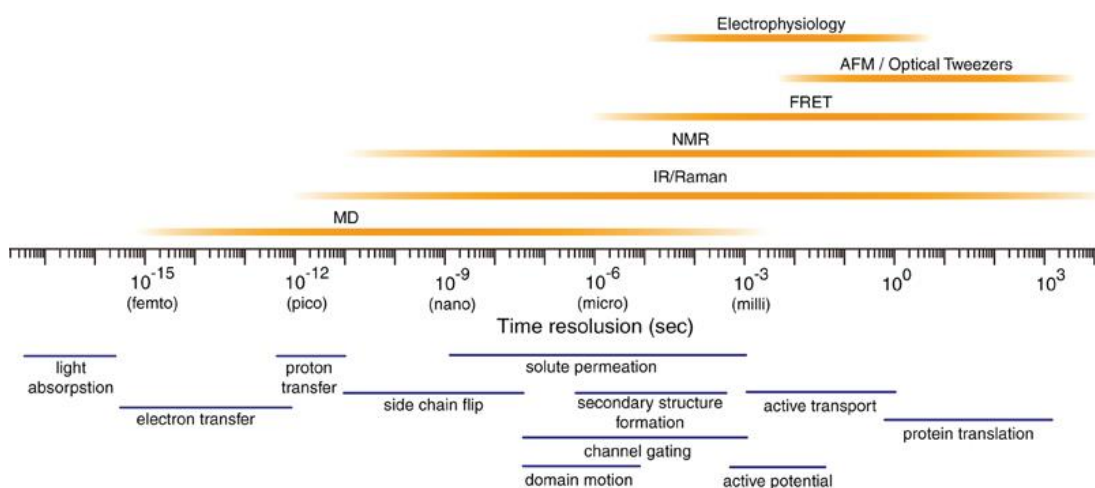 Electrophysiology
AFM / Optical Tweezers
FRET
NMR
IR/Raman
MD
10-15 10-12 10-9 10-6 10-3 100 103
(femto) (pico) (nano) (micro) (milli)
Time resolusion (sec)
light
absorpstion
proton
transfer
solute permeation
electron transfer
side chain flip
secondary structure
formation
active transport
protein translation
channel gating
domain motion
active potential